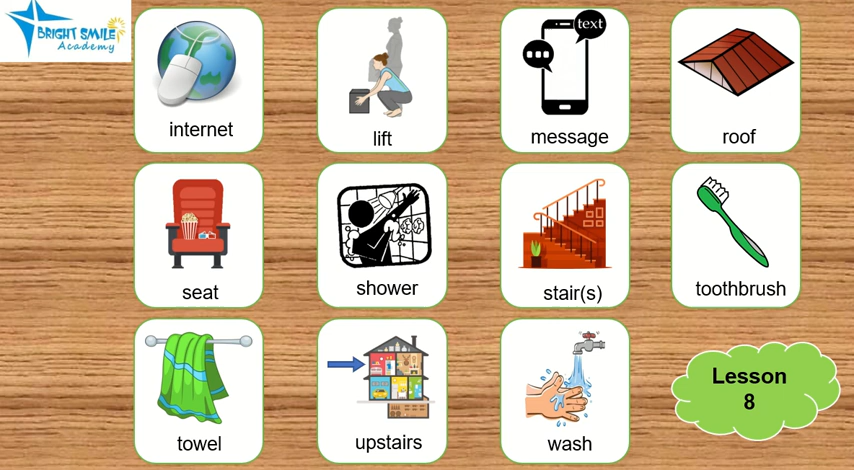 BRIGHT SMILE
Academy
internet
lift
text
message
roof
seat
shower
stair(s)
toothbrush
towel
upstairs
wash
Lesson
8